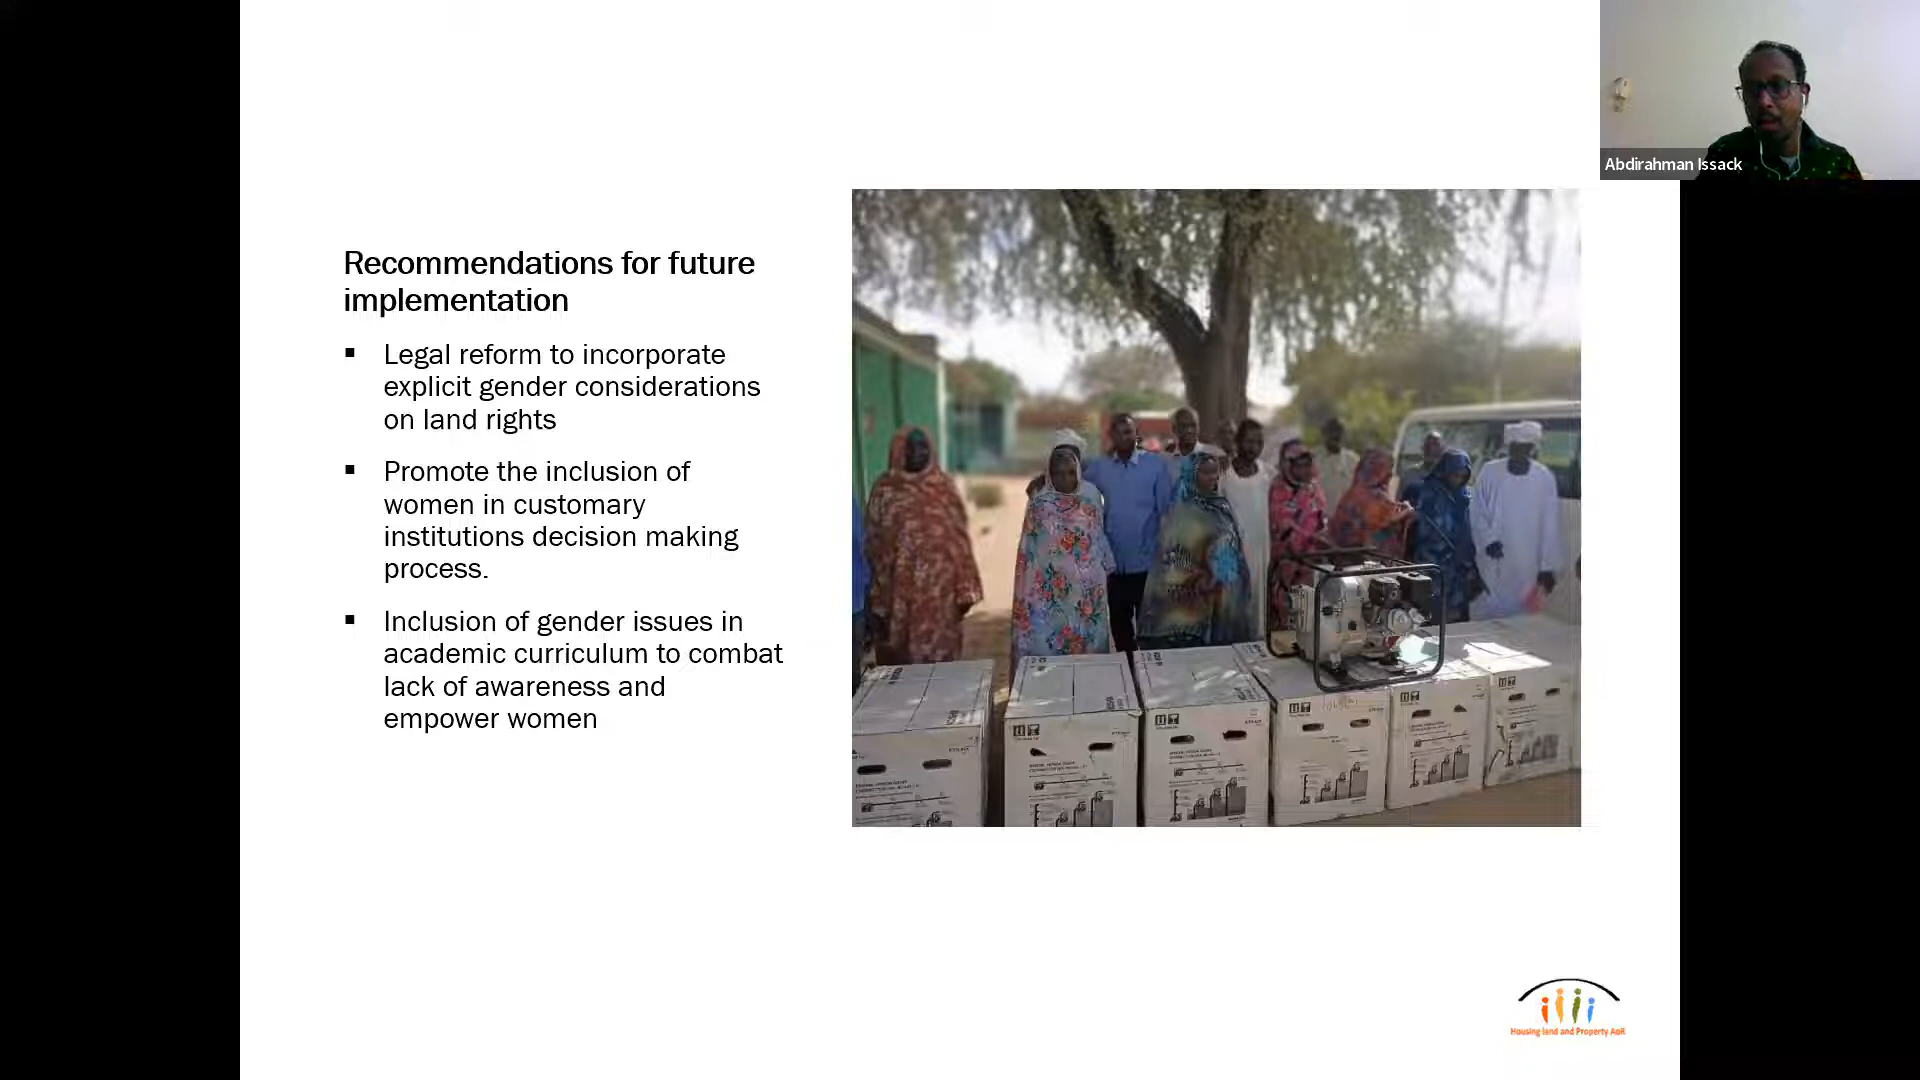 Abdirahman Issack
Recommendations for future
implementation
▪ Legal reform to incorporate
explicit gender considerations
on land rights
▪ Promote the inclusion of
women in customary
institutions decision making
process.
▪ Inclusion of gender issues in
academic curriculum to combat
lack of awareness and
empower women
Housing land and Property AoR